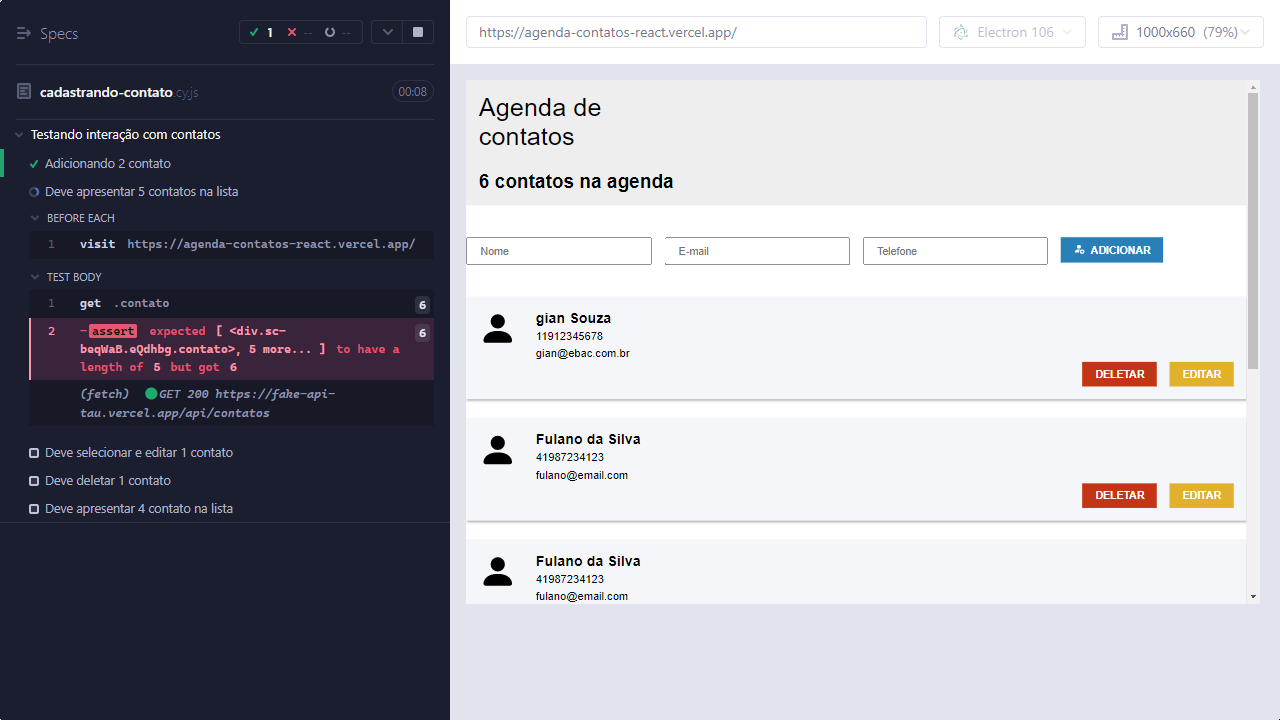 Specs
1
--
--
cadastrando-contato.cy.js
00:08
Testando interação com contatos
Adicionando 2 contato
Deve apresentar 5 contatos na lista
BEFORE EACH
1 visit https://agenda-contatos-react.vercel.app/
TEST BODY
1 get .contato 6
2 -assert expected [ <div.sc- 6
beqWaB.eQdhbg.contato>, 5 more... ] to have a
length of 5 but got 6
(fetch) GET 200 https://fake-api-
tau.vercel.app/api/contatos
Deve selecionar e editar 1 contato
Deve deletar 1 contato
Deve apresentar 4 contato na lista
https://agenda-contatos-react.vercel.app/
Electron 106
1000x660 (79%)
Agenda de
contatos
6 contatos na agenda
Nome
E-mail
Telefone
ADICIONAR
gian Souza
11912345678
gian@ebac.com.br
DELETAR
EDITAR
Fulano da Silva
41987234123
fulano@email.com
DELETAR
EDITAR
Fulano da Silva
41987234123
fulano@email.com